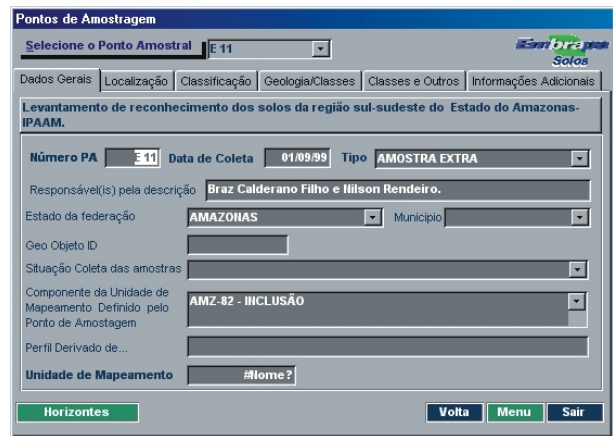 Pontos de Amostragem
Selecione o Ponto Amostral E 11
Embrapa
Solos
Dados Gerais Localização Classificação Geologia/Classes Classes e Outros Informações Adicionais
Levantamento de reconhecimento dos solos da região sul-sudeste do Estado do Amazonas-
IPAAM.
Número PA E 11 Data de Coleta 01/09/99 Tipo AMOSTRA EXTRA
Responsável(is) pela descrição Braz Calderano Filho e Nilson Rendeiro.
Estado da federação AMAZONAS Municipio
Geo Objeto ID
Situação Coleta das amostras
Componente da Unidade de
Mapeamento Definido pelo
Ponto de Amostagem
AMZ-82 - INCLUSÃO
Perfil Derivado de...
Unidade de Mapeamento #Nome?
Horizontes Volta Menu Sair